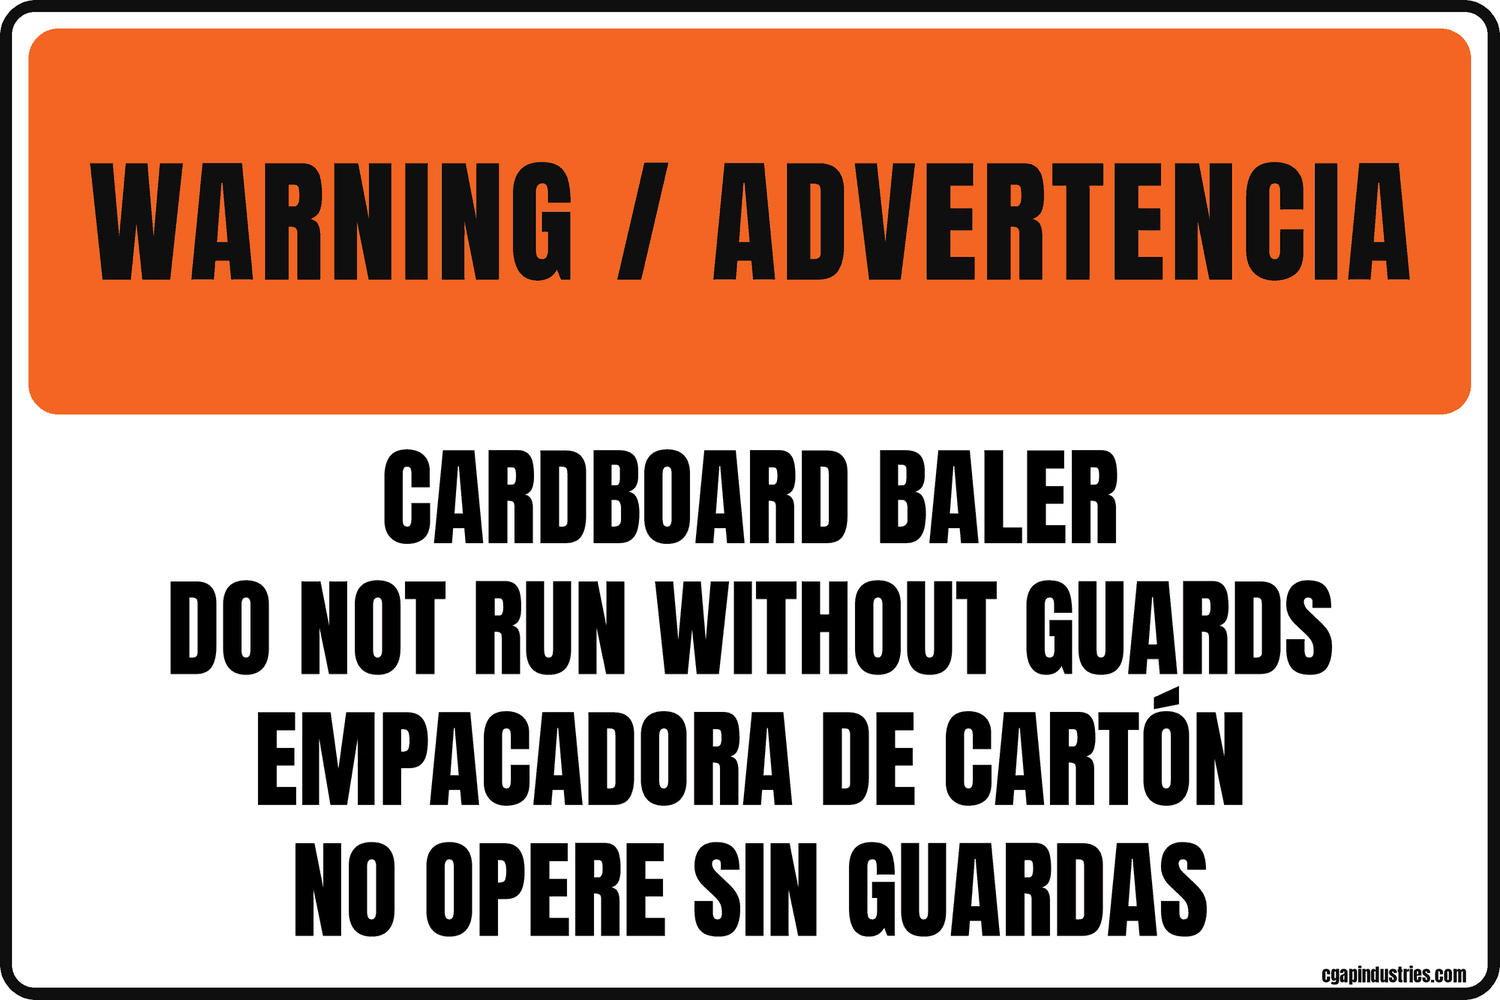 WARNING / ADVERTENCIA
CARDBOARD BALER
DO NOT RUN WITHOUT GUARDS
EMPACADORA DE CARTÓN
NO OPERE SIN GUARDAS
cgapindustries.com